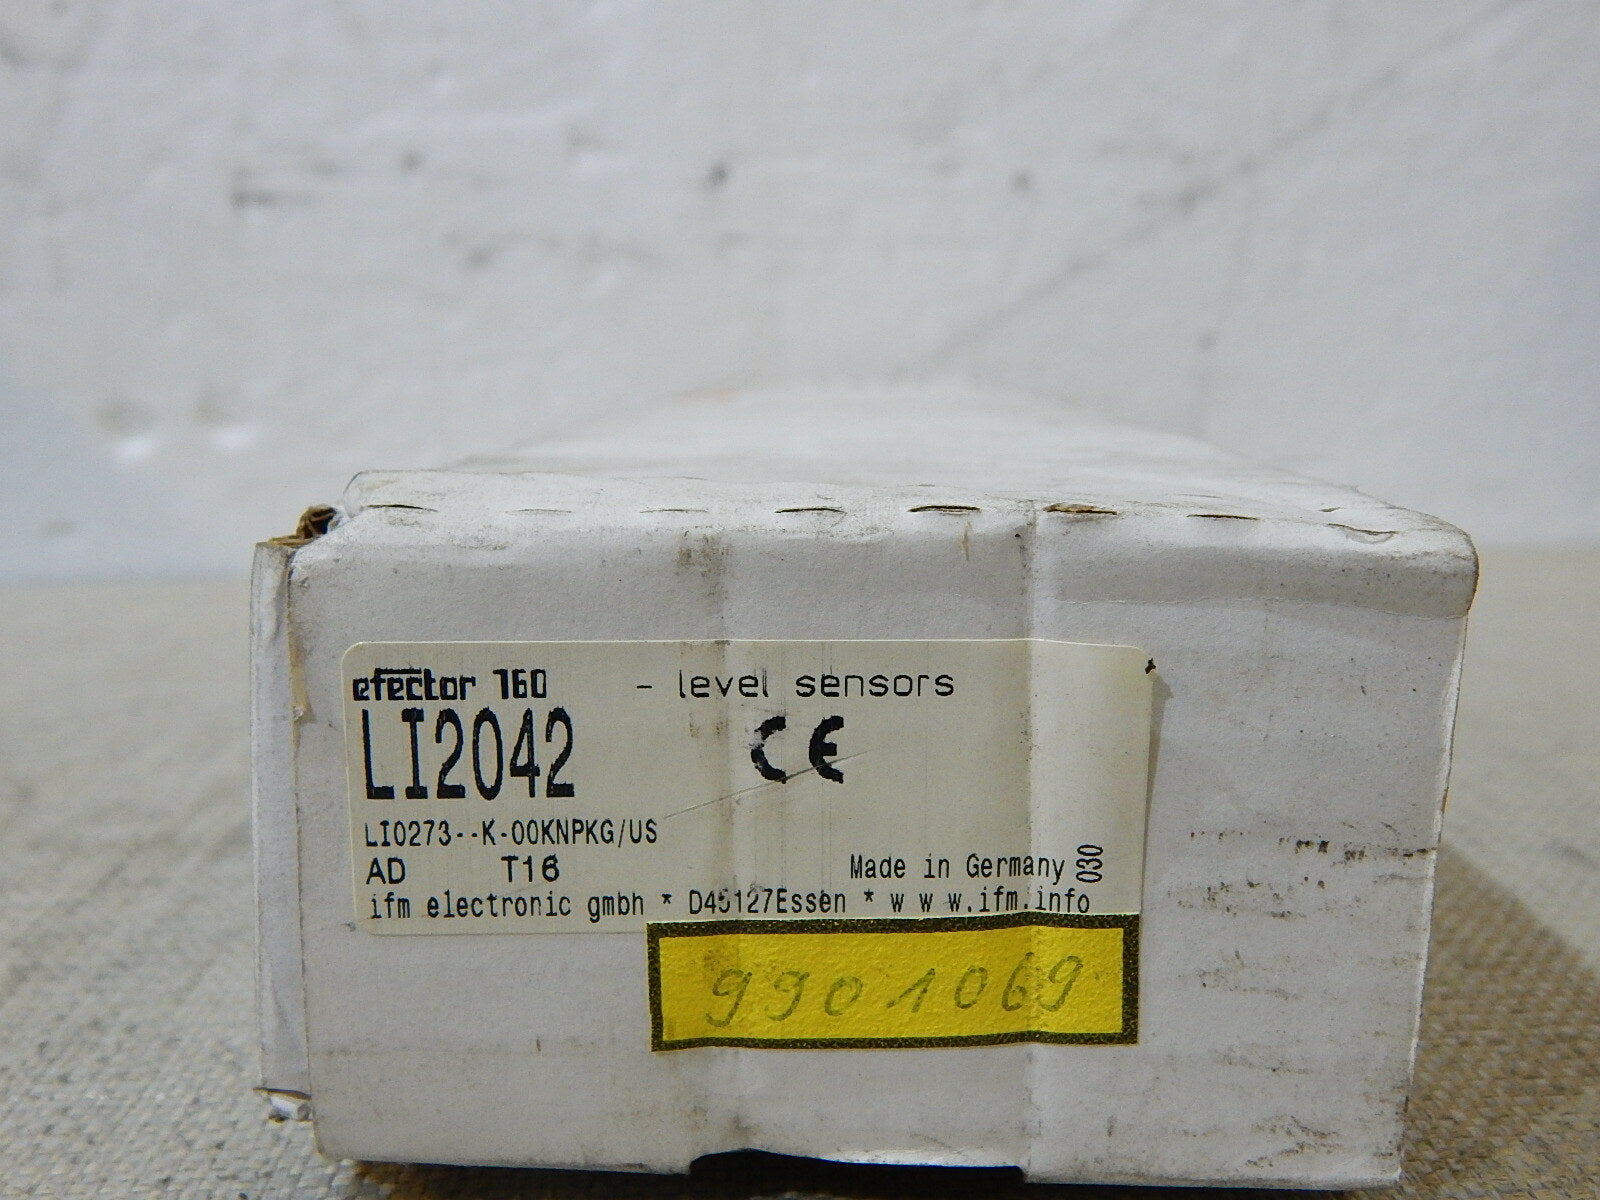 efector 160 - level sensors
LI2042
CE
LI0273--K-00KNPKG/US
AD T16
Made in Germany 030
ifm electronic gmbh * D45127Essen * w w w.ifm.info
9901069